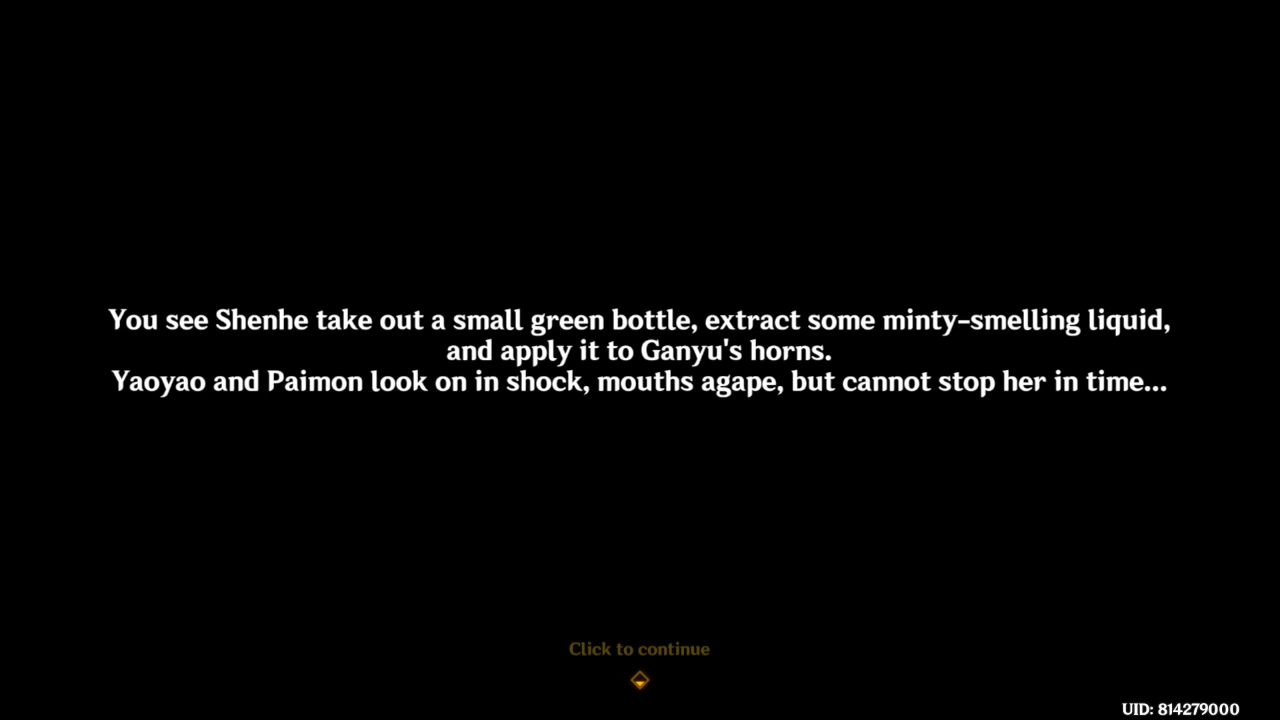 You see Shenhe take out a small green bottle, extract some minty-smelling liquid,
and apply it to Ganyu's horns.
Yaoyao and Paimon look on in shock, mouths agape, but cannot stop her in time...
Click to continue
UID: 814279000